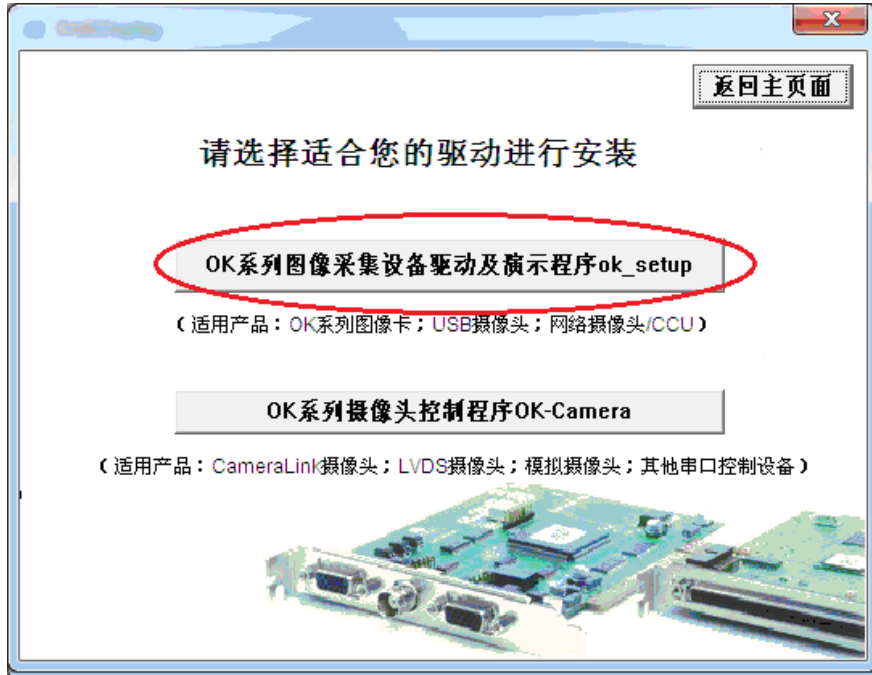 返回主页面
请选择适合您的驱动进行安装
OK系列图像采集设备驱动及演示程序ok_setup
(适用产品：OK系列图像卡；USB摄像头；网络摄像头/CCU)
OK系列摄像头控制程序OK-Camera
(适用产品：CameraLink摄像头；LVDS摄像头；模拟摄像头；其他串口控制设备)